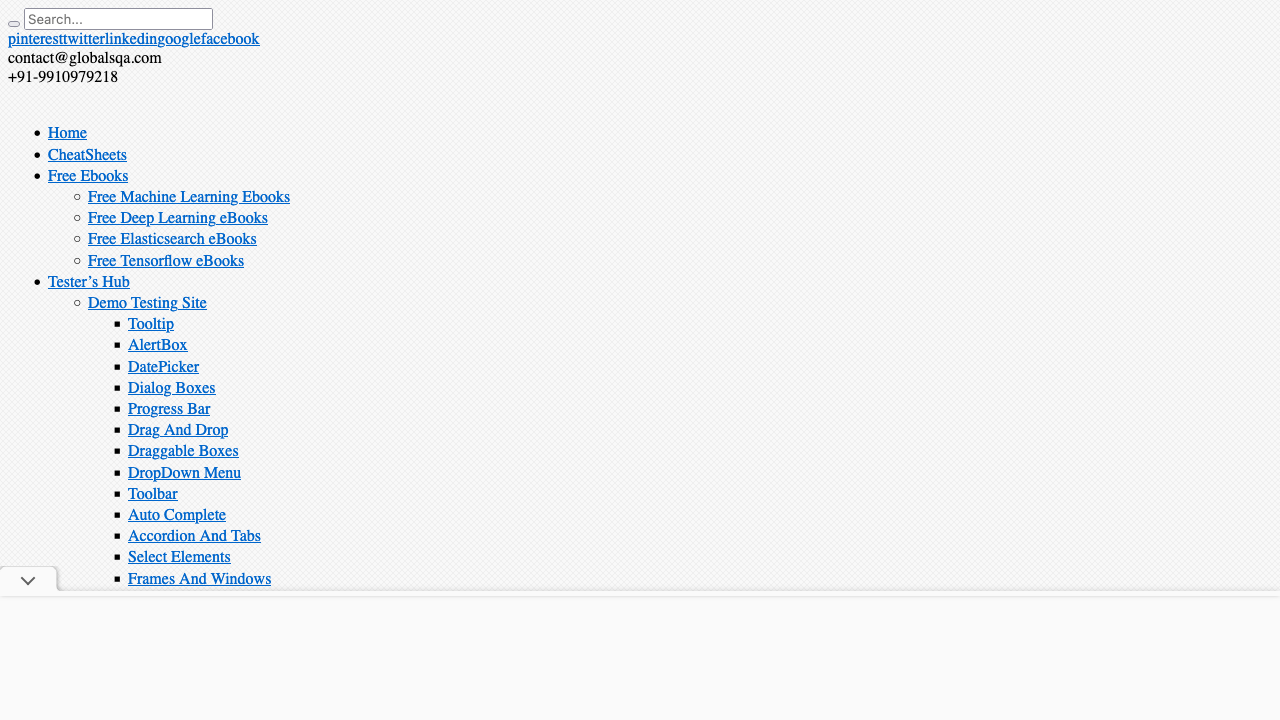 Search...
pinteresttwitterlinkedingooglefacebook
contact@globalsqa.com
+91-9910979218
Home
CheatSheets
Free Ebooks
Free Machine Learning Ebooks
Free Deep Learning eBooks
Free Elasticsearch eBooks
Free Tensorflow eBooks
Tester’s Hub
Demo Testing Site
Tooltip
AlertBox
DatePicker
Dialog Boxes
Progress Bar
Drag And Drop
Draggable Boxes
DropDown Menu
Toolbar
Auto Complete
Accordion And Tabs
Select Elements
Frames And Windows